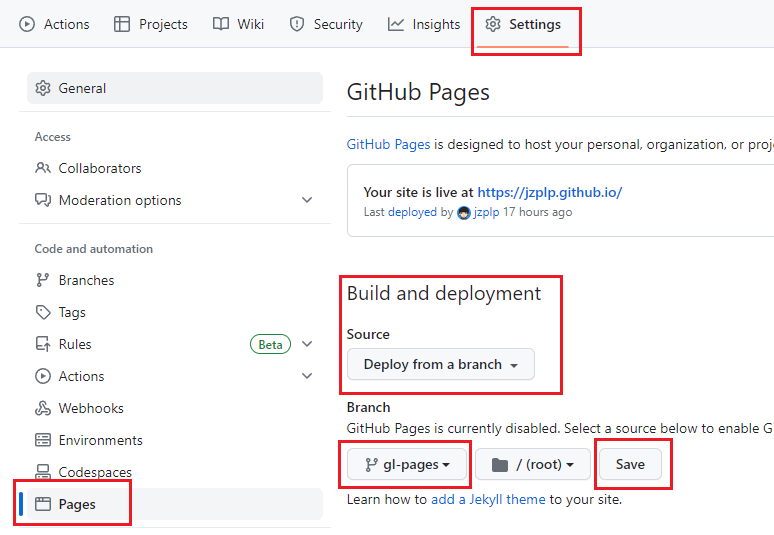 Actions Projects Wiki Security Insights Settings
General
Access
Collaborators
Moderation options
Code and automation
Branches
Tags
Rules Beta
Actions
Webhooks
Environments
Codespaces
Pages
GitHub Pages
GitHub Pages is designed to host your personal, organization, or
Your site is live at https://jzplp.github.io/
Last deployed by jzplp 17 hours ago
Build and deployment
Source
Deploy from a branch
Branch
GitHub Pages is currently disabled. Select a source below to enable G
gl-pages / (root) Save
Learn how to add a Jekyll theme to your site.